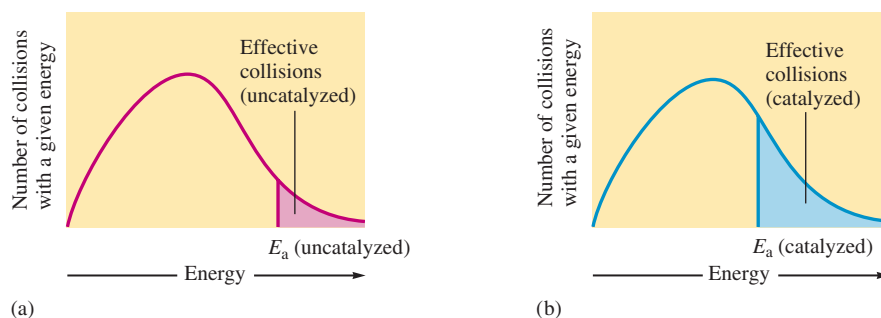 Number of collisions
with a given energy
Effective
collisions
(uncatalyzed)
Ea (uncatalyzed)
Energy
(a)
Number of collisions
with a given energy
Effective
collisions
(catalyzed)
Ea (catalyzed)
Energy
(b)